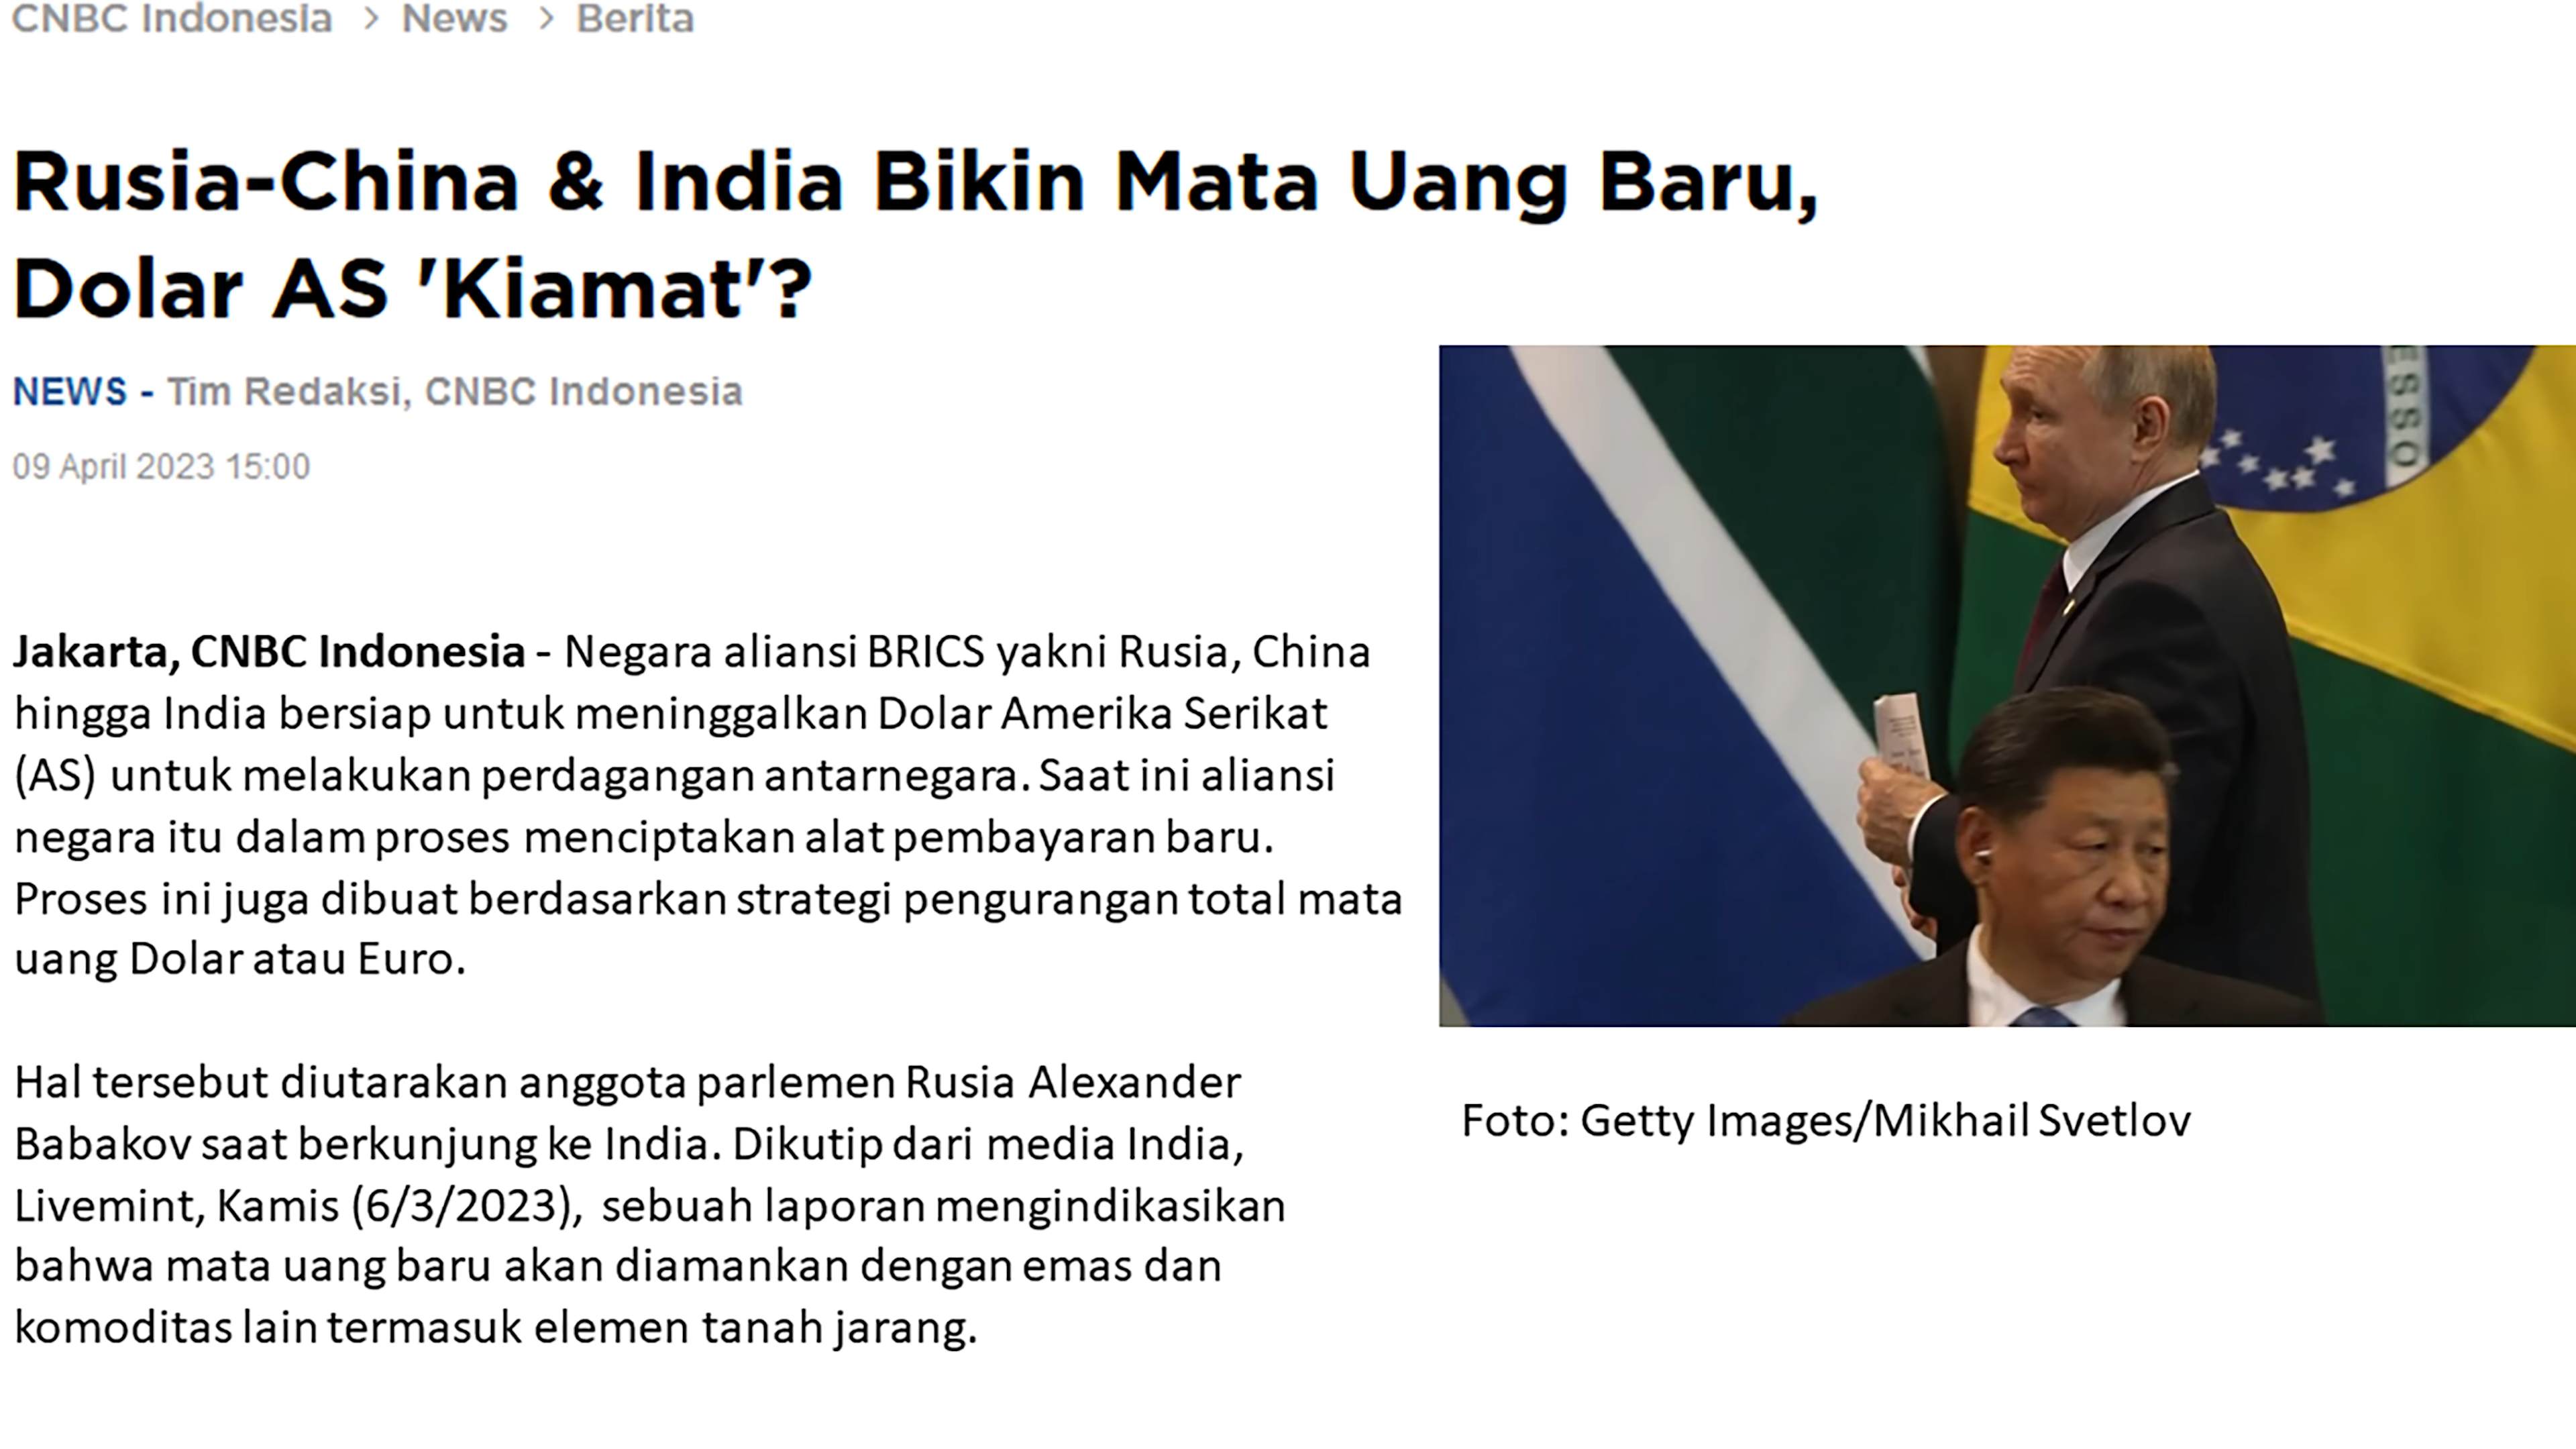 CNBC Indonesia > News > Berita
Rusia-China & India Bikin Mata Uang Baru,
Dolar AS 'Kiamat'?
NEWS - Tim Redaksi, CNBC Indonesia
09 April 2023 15:00
ESSO
Jakarta, CNBC Indonesia - Negara aliansi BRICS yakni Rusia, China
hingga India bersiap untuk meninggalkan Dolar Amerika Serikat
(AS) untuk melakukan perdagangan antarnegara. Saat ini aliansi
negara itu dalam proses menciptakan alat pembayaran baru.
Proses ini juga dibuat berdasarkan strategi pengurangan total mata
uang Dolar atau Euro.
Hal tersebut diutarakan anggota parlemen Rusia Alexander
Babakov saat berkunjung ke India. Dikutip dari media India,
Livemint, Kamis (6/3/2023), sebuah laporan mengindikasikan
bahwa mata uang baru akan diamankan dengan emas dan
komoditas lain termasuk elemen tanah jarang.
Foto: Getty Images/Mikhail Svetlov